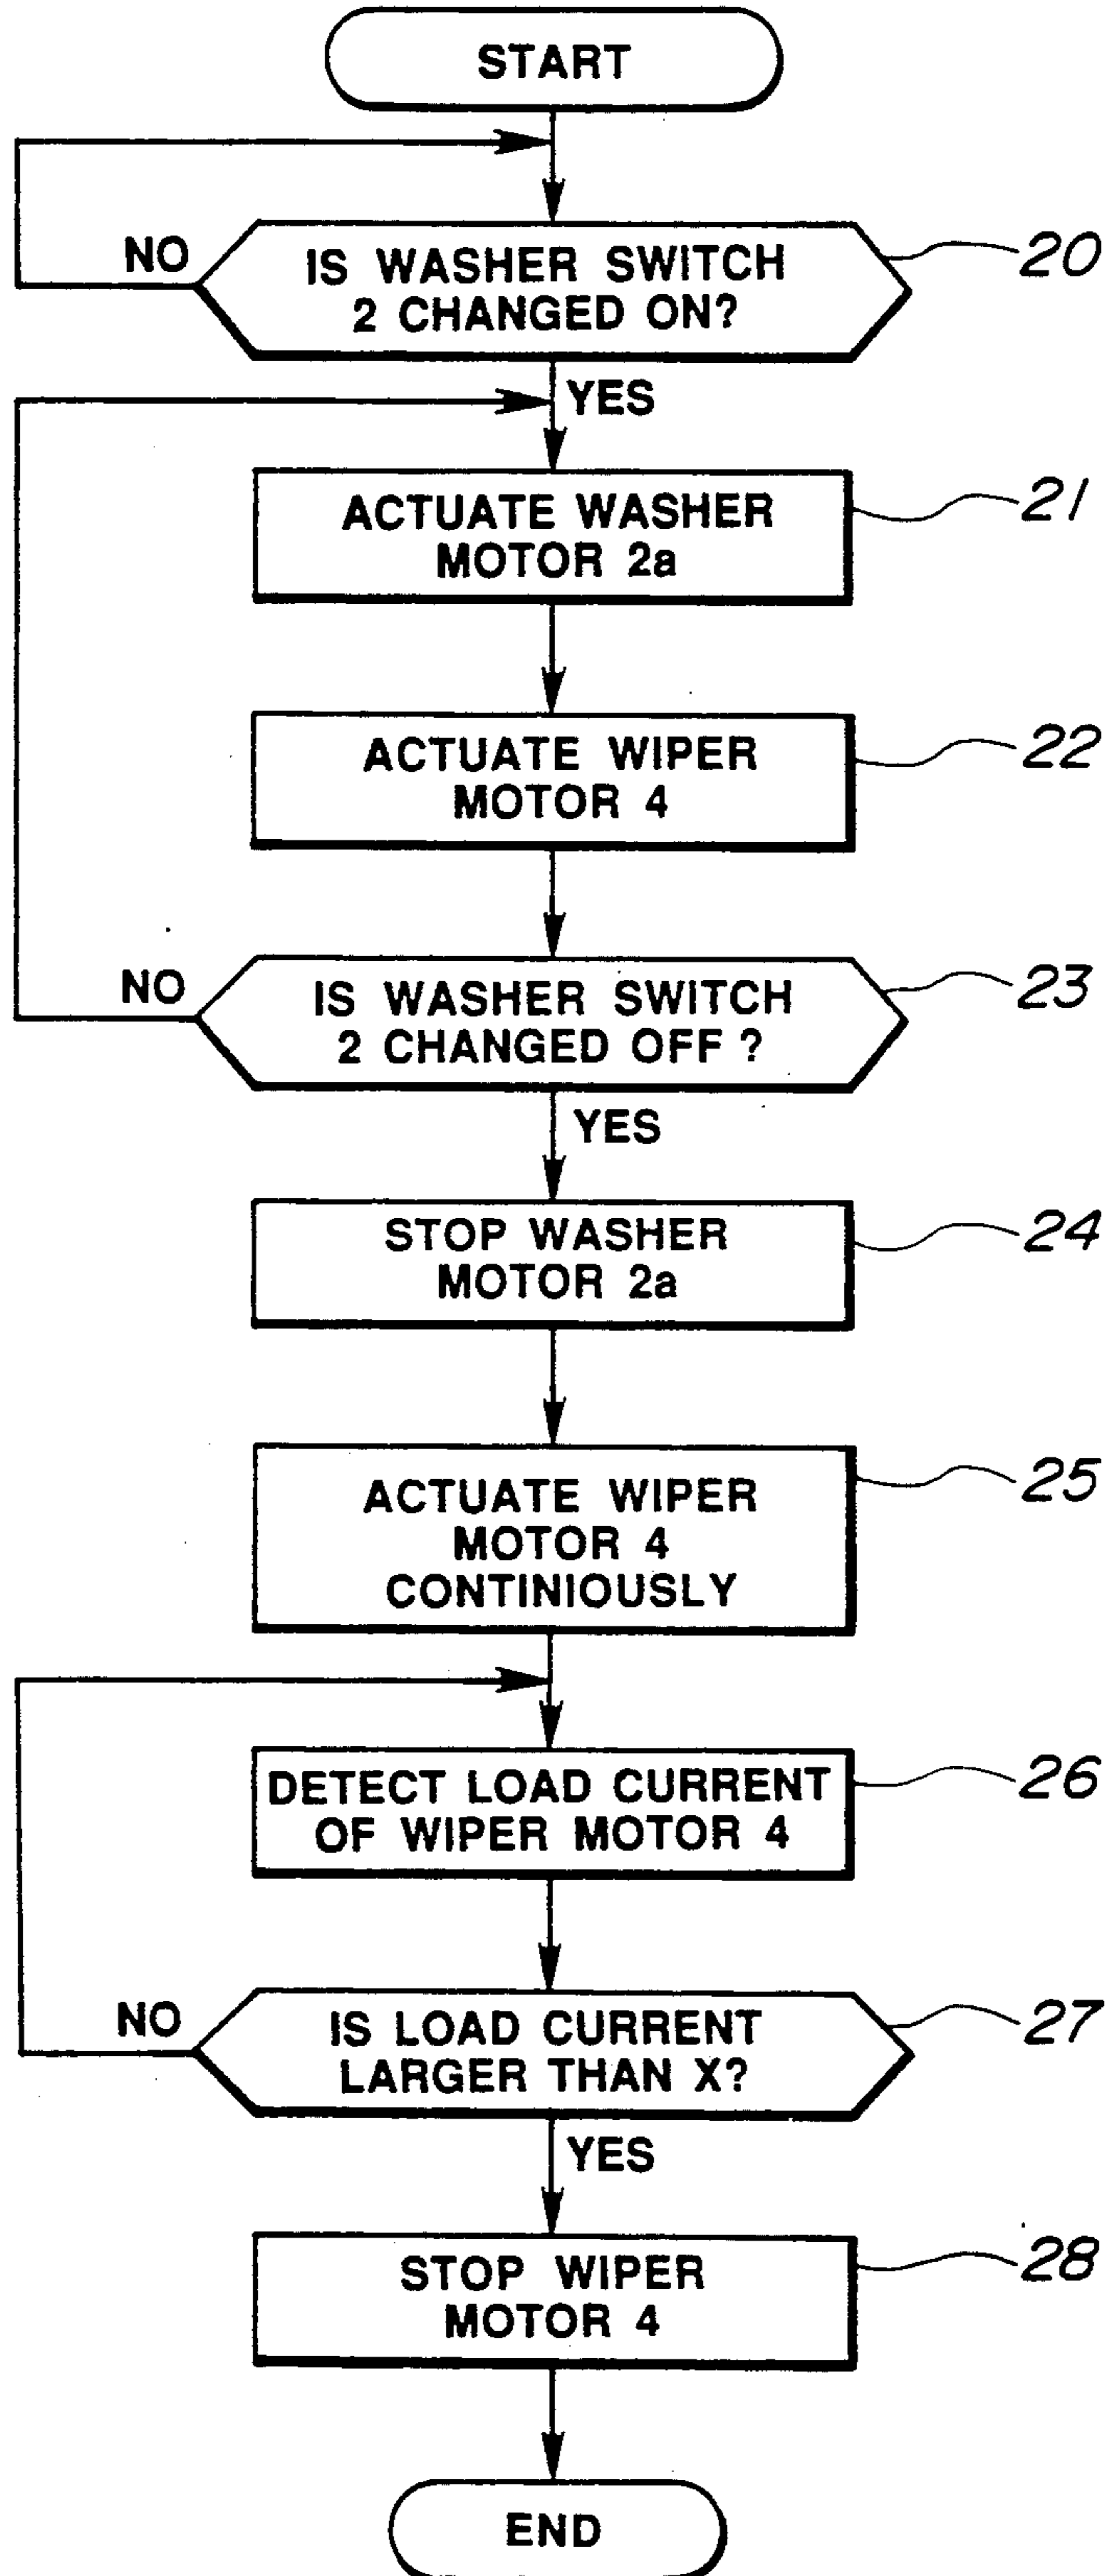 START
NO
IS WASHER SWITCH
2 CHANGED ON?
20
YES
ACTUATE WASHER
MOTOR 2a
21
ACTUATE WIPER
MOTOR 4
22
NO
IS WASHER SWITCH
2 CHANGED OFF ?
23
YES
STOP WASHER
MOTOR 2a
24
ACTUATE WIPER
MOTOR 4
CONTINIOUSLY
25
DETECT LOAD CURRENT
OF WIPER MOTOR 4
26
NO
IS LOAD CURRENT
LARGER THAN X?
27
YES
STOP WIPER
MOTOR 4
28
END